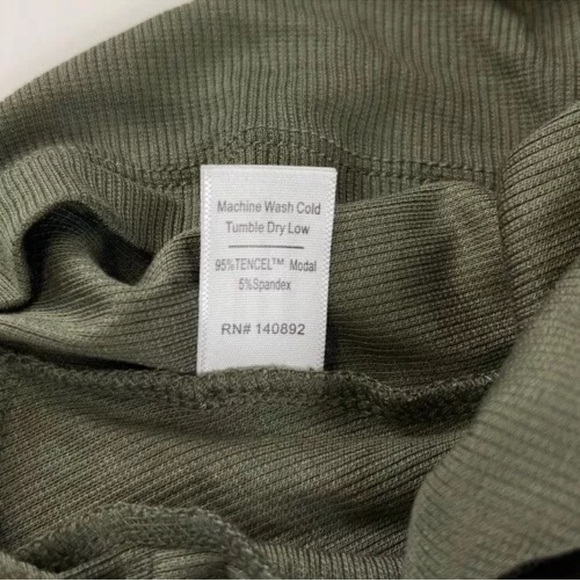 Machine Wash Cold
Tumble Dry Low
95%TENCEL™ Modal
5%Spandex
RN# 140892